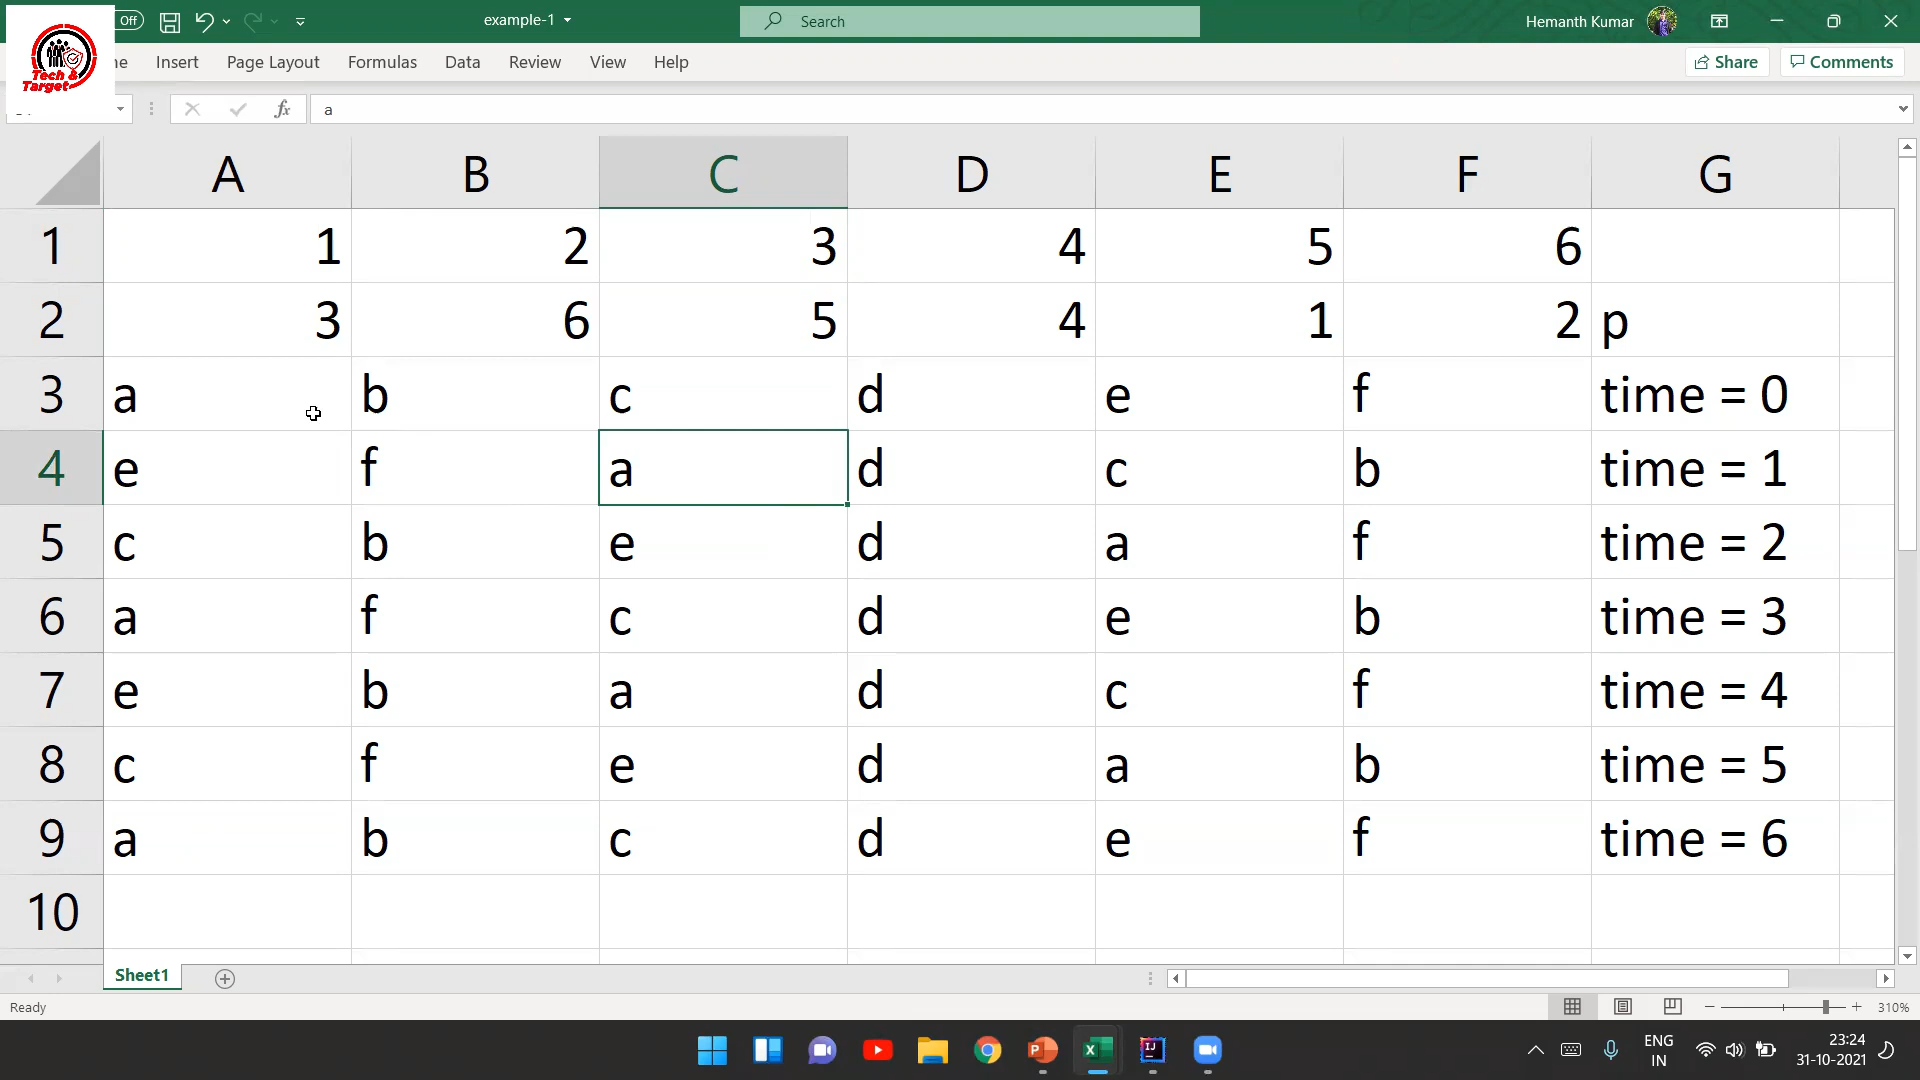 Off
example-1
Search
Hemanth Kumar
Tech &
Target
me Insert Page Layout Formulas Data Review View Help
Share Comments
fx a
A B C D E F G
1 1 2 3 4 5 6
2 3 6 5 4 1 2 p
3 a b c d e f time = 0
4 e f a d c b time = 1
5 c b e d a f time = 2
6 a f c d e b time = 3
7 e b a d c f time = 4
8 c f e d a b time = 5
9 a b c d e f time = 6
10
Sheet1
Ready
310%
ENG
IN
23:24
31-10-2021